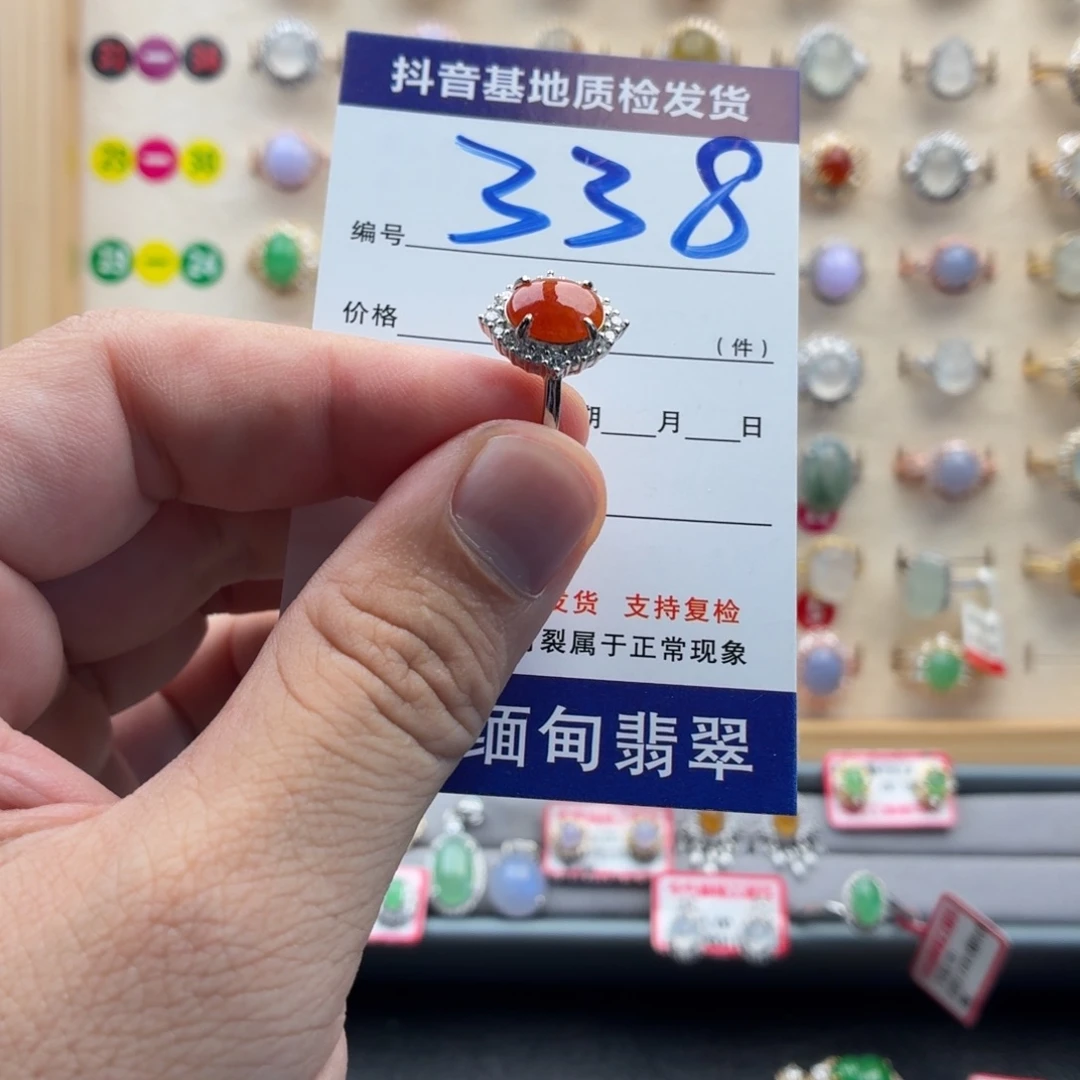 抖音基地质检发货
编号 338
价格 (件)
月 日
发货 支持复检
裂属于正常现象
缅甸翡翠